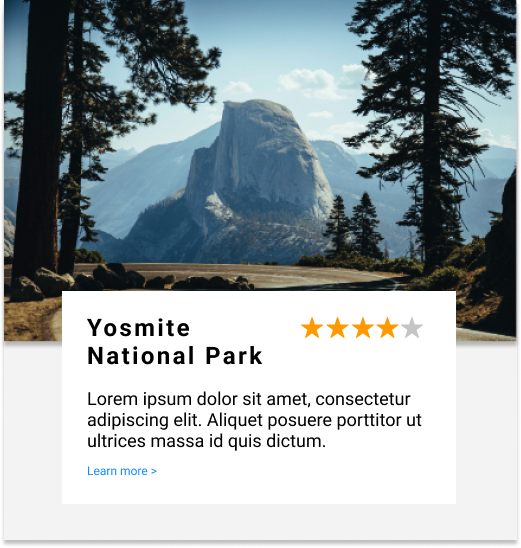 Yosmite
National Park
Lorem ipsum dolor sit amet, consectetur
adipiscing elit. Aliquet posuere porttitor ut
ultrices massa id quis dictum.
Learn more >